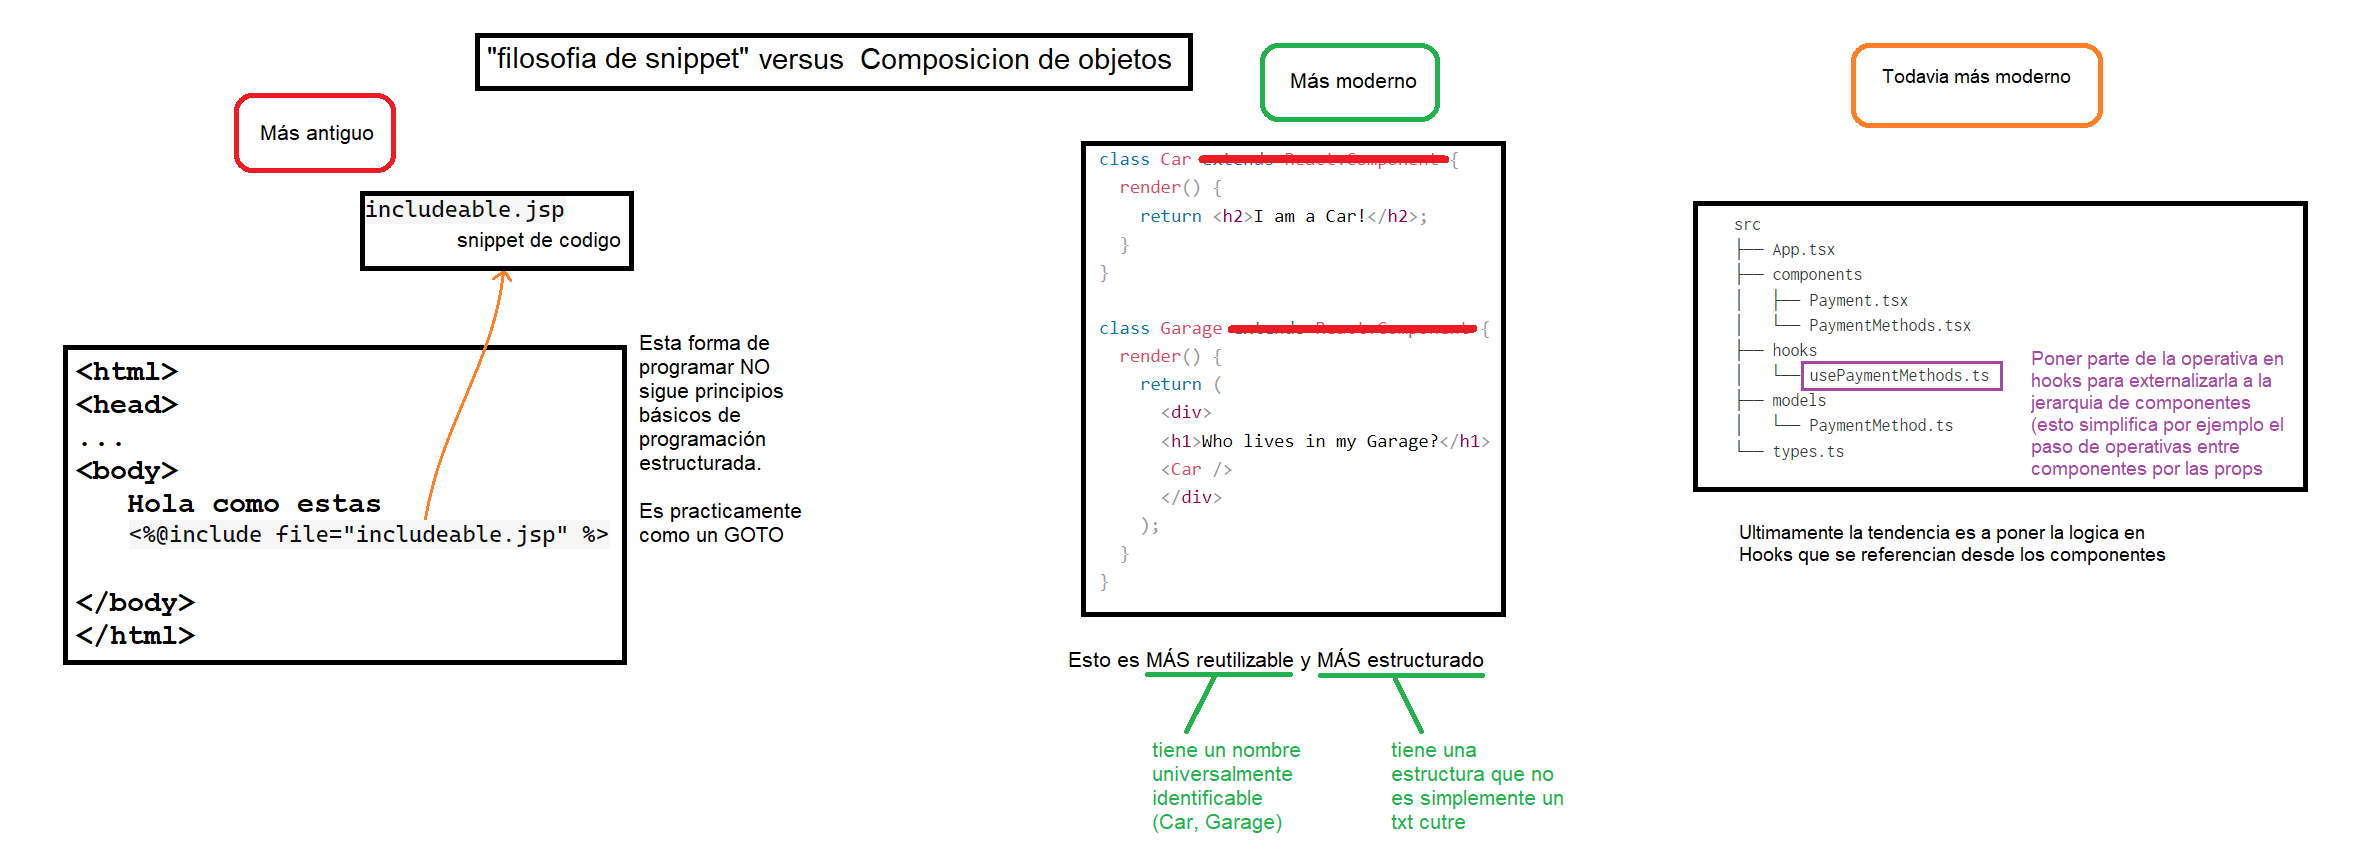 "filosofia de snippet" versus Composicion de objetos
Más antiguo
includeable.jsp
snippet de codigo
<html>
<head>
...
<body>
Hola como estas
<%@include file="includeable.jsp" %>
</body>
</html>
Esta forma de
programar NO
sigue principios
básicos de
programación
estructurada.
Es practicamente
como un GOTO
Más moderno
class Car extends React.Component {
render() {
return <h2>I am a Car!</h2>;
}
}
class Garage extends React.Component {
render() {
return (
<div>
<h1>Who lives in my Garage?</h1>
<Car />
</div>
);
}
}
Esto es MÁS reutilizable y MÁS estructurado
tiene un nombre
universalmente
identificable
(Car, Garage)
tiene una
estructura que no
es simplemente un
txt cutre
Todavia más moderno
src
├── App.tsx
├── components
│   ├── Payment.tsx
│   └── PaymentMethods.tsx
├── hooks
│   └── usePaymentMethods.ts
├── models
│   └── PaymentMethod.ts
└── types.ts
Poner parte de la operativa en
hooks para externalizarla a la
jerarquia de componentes
(esto simplifica por ejemplo el
paso de operativas entre
componentes por las props
Ultimamente la tendencia es a poner la logica en
Hooks que se referencian desde los componentes